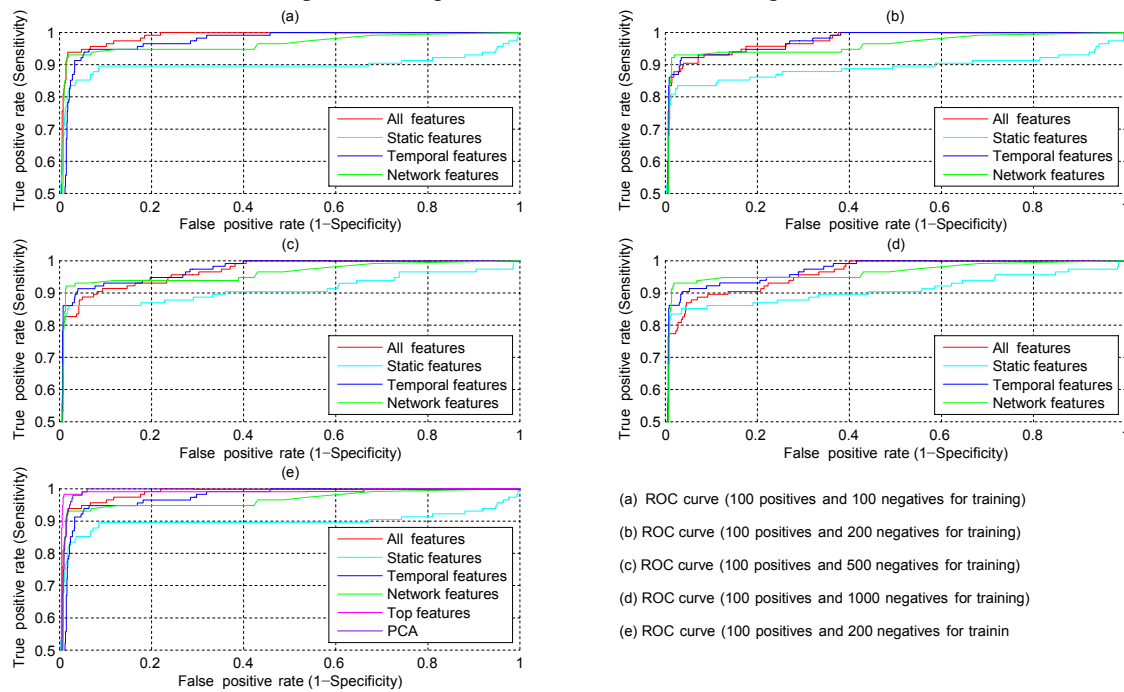 (a)
True positive rate (Sensitivity)
1
0.9
0.8
0.7
0.6
0.5
All features
Static features
Temporal features
Network features
0
0.2
0.4
0.6
0.8
1
False positive rate (1−Specificity)
(b)
True positive rate (Sensitivity)
1
0.9
0.8
0.7
0.6
0.5
All features
Static features
Temporal features
Network features
0
0.2
0.4
0.6
0.8
1
False positive rate (1−Specificity)
(c)
True positive rate (Sensitivity)
1
0.9
0.8
0.7
0.6
0.5
All features
Static features
Temporal features
Network features
0
0.2
0.4
0.6
0.8
1
False positive rate (1−Specificity)
(d)
True positive rate (Sensitivity)
1
0.9
0.8
0.7
0.6
0.5
All features
Static features
Temporal features
Network features
0
0.2
0.4
0.6
0.8
1
False positive rate (1−Specificity)
(e)
True positive rate (Sensitivity)
1
0.9
0.8
0.7
0.6
0.5
All features
Static features
Temporal features
Network features
Top features
PCA
0
0.2
0.4
0.6
0.8
1
False positive rate (1−Specificity)
(a) ROC curve (100 positives and 100 negatives for training)
(b) ROC curve (100 positives and 200 negatives for training)
(c) ROC curve (100 positives and 500 negatives for training)
(d) ROC curve (100 positives and 1000 negatives for training)
(e) ROC curve (100 positives and 200 negatives for trainin